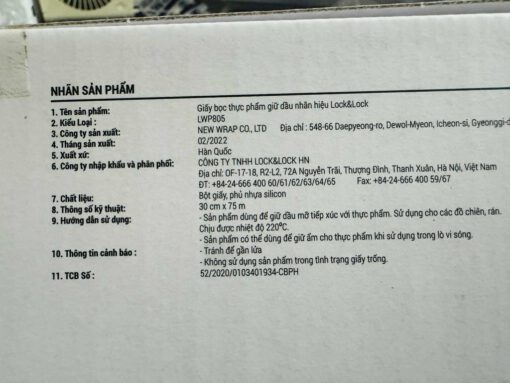 NHÃN SẢN PHẨM
1. Tên sản phẩm: Giấy bọc thực phẩm giữ dầu nhãn hiệu Lock&Lock
2. Kiểu Loại : LWP805
3. Công ty sản xuất: NEW WRAP CO., LTD Địa chỉ : 548-66 Daepyeong-ro, Dewol-Myeon, Icheon-si, Gyeonggi-d
4. Tháng sản xuất: 02/2022
5. Xuất xứ: Hàn Quốc
6. Công ty nhập khẩu và phân phối: CÔNG TY TNHH LOCK&LOCK HN
Địa chỉ: OF-17-18, R2-L2, 72A Nguyễn Trãi, Thượng Đình, Thanh Xuân, Hà Nội, Việt Nam
ĐT: +84-24-666 400 60/61/62/63/64/65 Fax: +84-24-666 400 59/67
7. Chất liệu: Bột giấy, phủ nhựa silicon
8. Thông số kỹ thuật: 30 cm x 75 m
9. Hướng dẫn sử dụng: - Sản phẩm dùng để giữ dầu mỡ tiếp xúc với thực phẩm. Sử dụng cho các đồ chiên, rán.
Chịu được nhiệt độ 220°C.
- Sản phẩm có thể dùng để giữ ẩm cho thực phẩm khi sử dụng trong lò vi sóng.
10. Thông tin cảnh báo : - Tránh để gần lửa
- Không sử dụng sản phẩm trong tình trạng giấy trống.
11. TCB Số : 52/2020/0103401934-CBPH